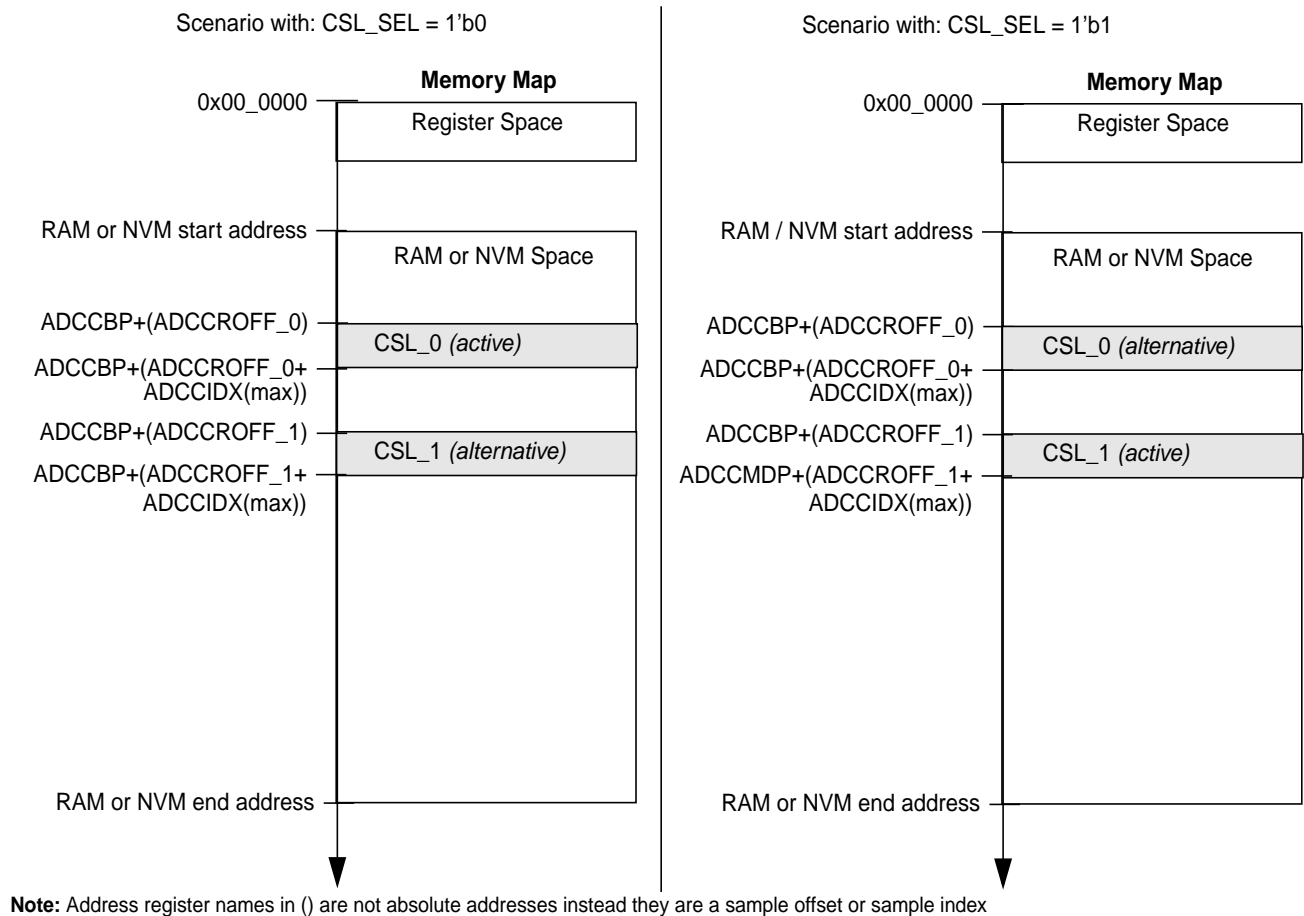 Scenario with: CSL_SEL = 1’b0
Memory Map
0x00_0000
Register Space
RAM or NVM start address
RAM or NVM Space
ADCCBP+(ADCCROFF_0)
CSL_0 (active)
ADCCBP+(ADCCROFF_0+
ADCCIDX(max))
ADCCBP+(ADCCROFF_1)
CSL_1 (alternative)
ADCCBP+(ADCCROFF_1+
ADCCIDX(max))
RAM or NVM end address
Scenario with: CSL_SEL = 1’b1
Memory Map
0x00_0000
Register Space
RAM / NVM start address
RAM or NVM Space
ADCCBP+(ADCCROFF_0)
CSL_0 (alternative)
ADCCBP+(ADCCROFF_0+
ADCCIDX(max))
ADCCBP+(ADCCROFF_1)
CSL_1 (active)
ADCCMDP+(ADCCROFF_1+
ADCCIDX(max))
RAM or NVM end address
Note: Address register names in () are not absolute addresses instead they are a sample offset or sample index